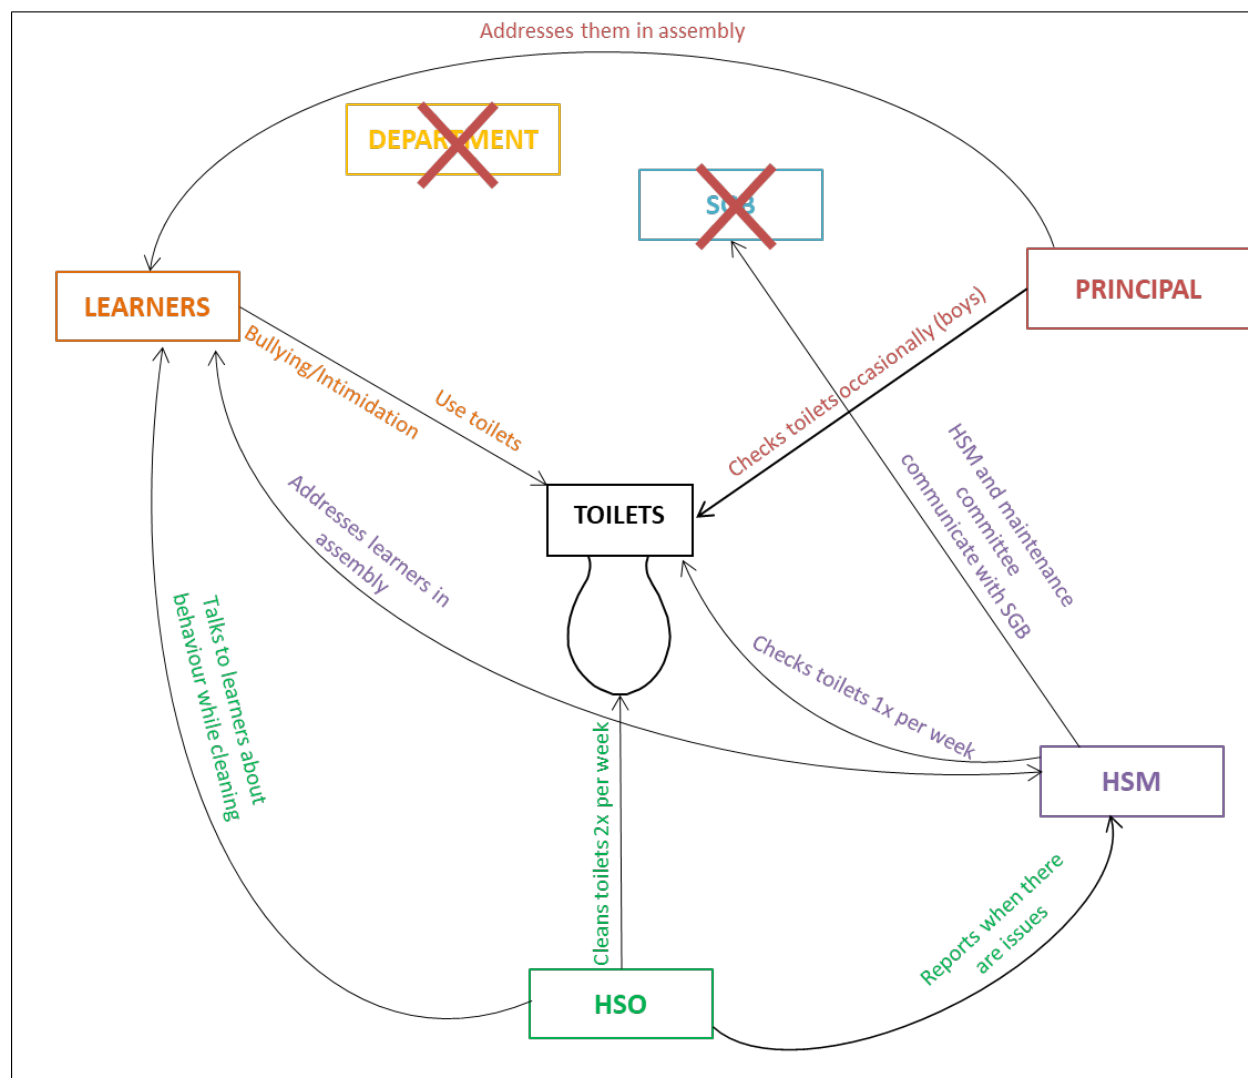 Addresses them in assembly
DEPARTMENT
SGB
PRINCIPAL
LEARNERS
Checks toilets occasionally (boys)
Bullying/Intimidation
Use toilets
TOILETS
HSM and maintenance
committee
communicate with SGB
Addresses learners in
assembly
Talks to learners about
behaviour while cleaning
Checks toilets 1x per week
Cleans toilets 2x per week
HSM
Reports when there
are issues
HSO